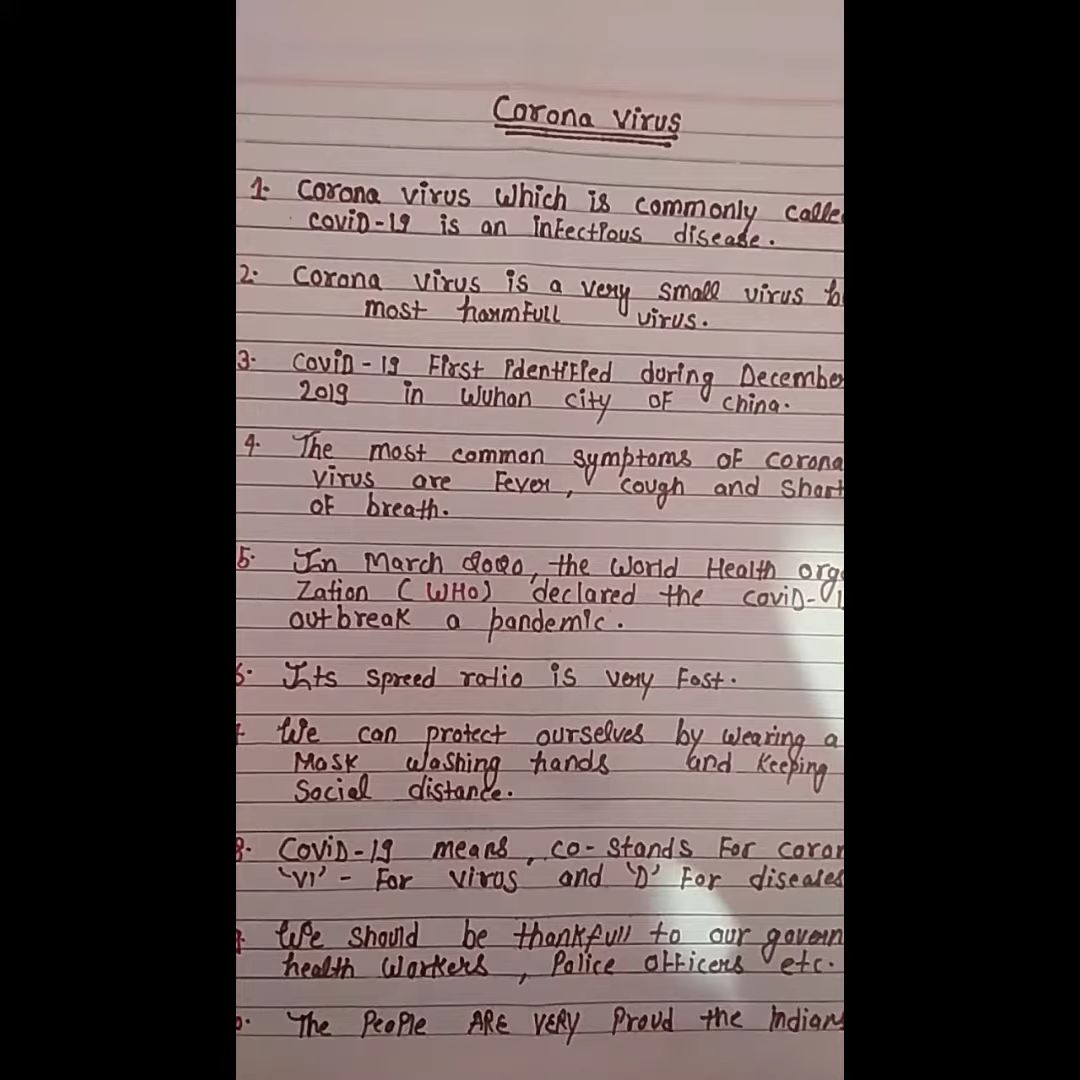 Corona Virus
1. Corona virus which is commonly calle
COVID-19 is an infectious disease.
2. Corona virus is a very small virus b
most harmfull virus.
3. COVID-19 First identified during Decembe
2019 in Wuhan city of china.
4. The most common symptoms of corona
virus are Fever, cough and short
of breath.
5. In March 2020, the World Health orga
Zation (WHO) declared the COVID-1
outbreak a pandemic.
6. Its spreed ratio is very Fast.
We can protect ourselves by wearing a
Mask washing hands and keeping
Social distance.
8. COVID-19 means, co- stands For coron
'VI' - For virus and 'D' For diseases
We should be thankfull to our govern
health workers, Police officers etc.
The People ARE VERY Proud the Indians